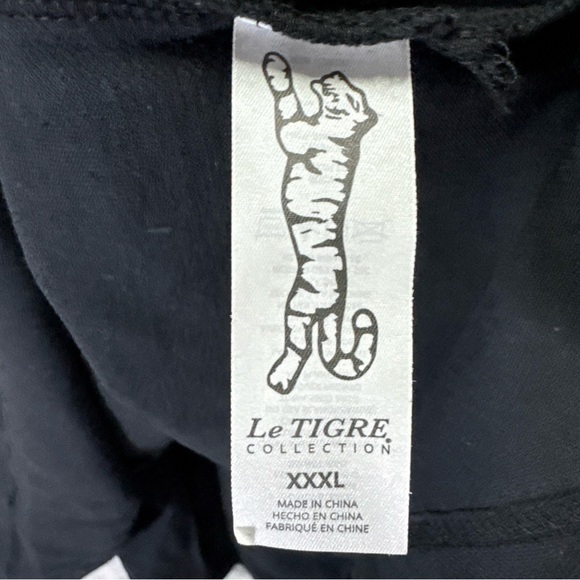 Le TIGRE®
COLLECTION
XXXL
MADE IN CHINA
HECHO EN CHINA
FABRIQUÉ EN CHINE